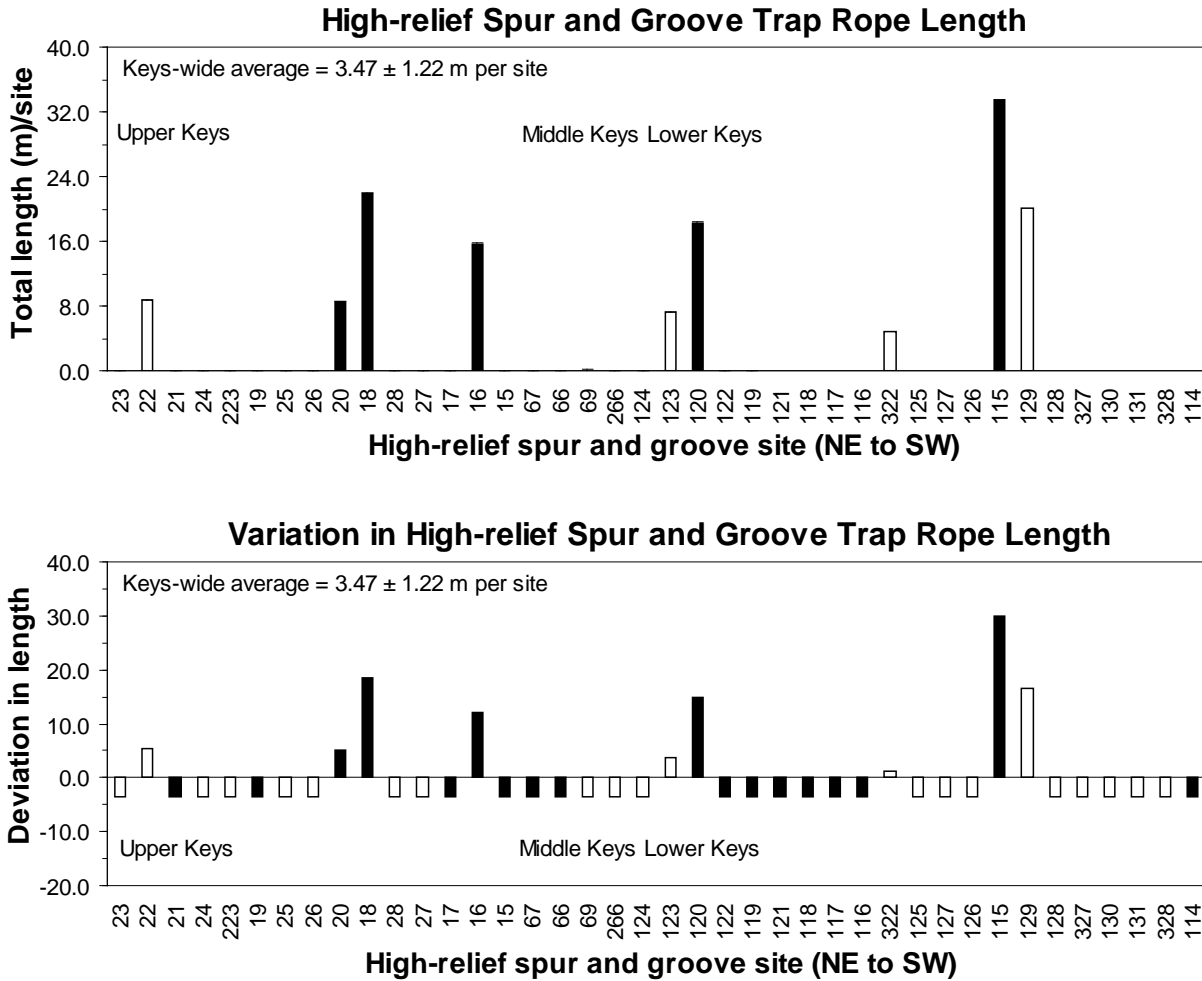 High-relief Spur and Groove Trap Rope Length
40.0
Keys-wide average = 3.47 ± 1.22 m per site
32.0
Upper Keys
Middle Keys Lower Keys
24.0
16.0
8.0
0.0
Total length (m)/site
23 22 21 24 223 19 25 26 20 18 28 27 17 16 15 67 66 69 266 124 123 120 122 119 121 118 117 116 322 125 127 126 115 129 128 327 130 131 328 114
High-relief spur and groove site (NE to SW)
Variation in High-relief Spur and Groove Trap Rope Length
40.0
Keys-wide average = 3.47 ± 1.22 m per site
30.0
20.0
10.0
0.0
-10.0
Upper Keys
Middle Keys Lower Keys
-20.0
Deviation in length
23 22 21 24 223 19 25 26 20 18 28 27 17 16 15 67 66 69 266 124 123 120 122 119 121 118 117 116 322 125 127 126 115 129 128 327 130 131 328 114
High-relief spur and groove site (NE to SW)